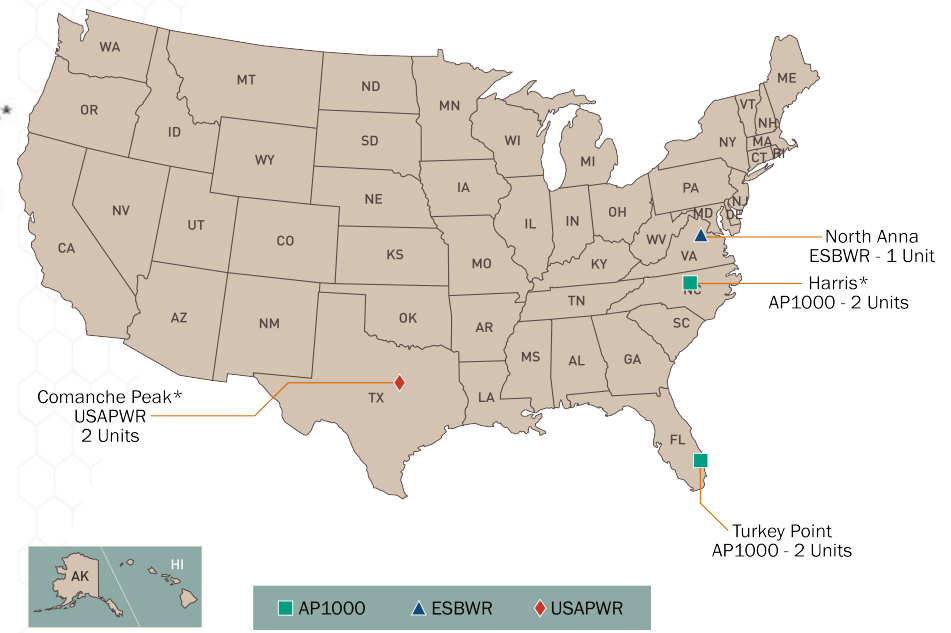 WA
MT
ND
MN
ME
OR
ID
SD
WI
VT
NH
NY
MA
WY
MI
CT
RI
IA
PA
NE
NV
UT
CO
IL
IN
OH
NJ
MD
DE
WV
North Anna
ESBWR - 1 Unit
CA
KS
MO
KY
VA
Harris*
AP1000 - 2 Units
NC
AZ
NM
OK
AR
TN
SC
MS
AL
GA
Comanche Peak*
USAPWR
2 Units
TX
LA
FL
Turkey Point
AP1000 - 2 Units
AK
HI
AP1000 ESBWR USAPWR
*